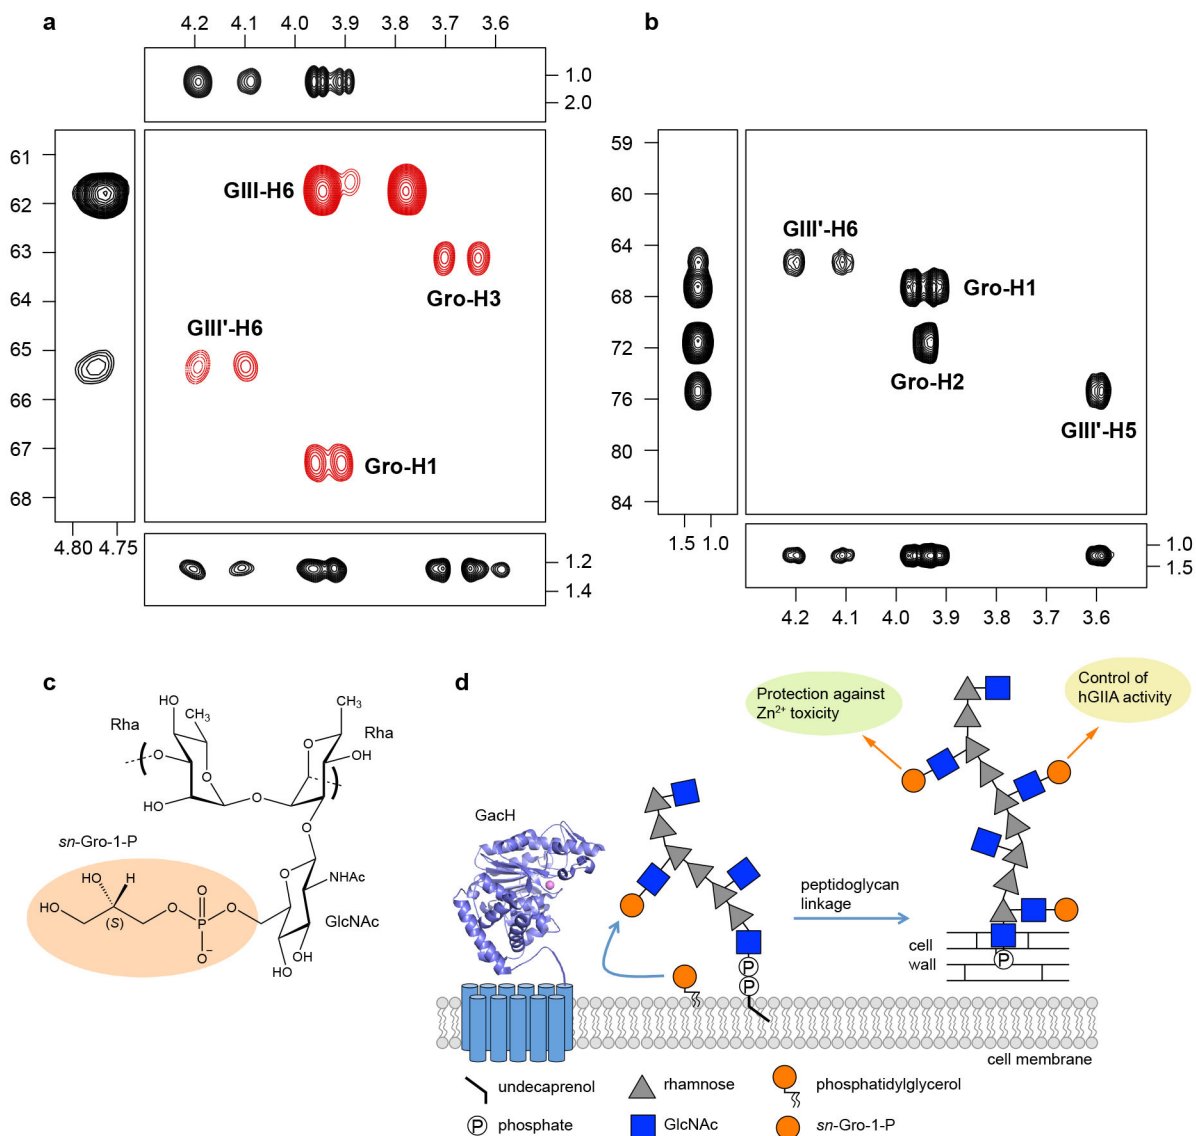 a
4.2 4.1 4.0 3.9 3.8 3.7 3.6
1.0
2.0
61
62
63
64
65
66
67
68
GIII-H6
Gro-H3
GIII'-H6
Gro-H1
4.80 4.75
1.2
1.4
b
59
60
64
68
72
76
80
84
GIII'-H6
Gro-H1
Gro-H2
GIII'-H5
1.5 1.0
1.0
1.5
4.2 4.1 4.0 3.9 3.8 3.7 3.6
c
HO
CH3
CH3
Rha
Rha
O
O
O
OH
HO
O
O
sn-Gro-1-P
HO
H
O
NHAc
HO
(S)
O
P
O
O
O−
GlcNAc
HO
OH
d
Protection against
Zn2+ toxicity
Control of
hGIIA activity
GacH
peptidoglycan
linkage
P
P
cell
wall
P
cell membrane
undecaprenol
rhamnose
phosphatidylglycerol
P phosphate
GlcNAc
sn-Gro-1-P